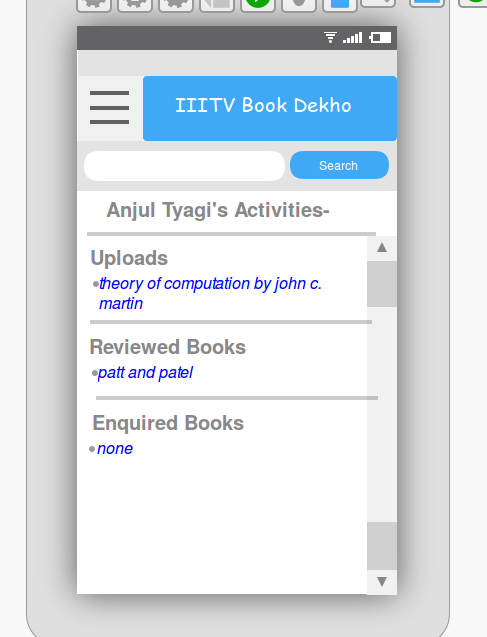 IIITV Book Dekho
Search
Anjul Tyagi's Activities-
Uploads
theory of computation by john c.
martin
Reviewed Books
patt and patel
Enquired Books
none